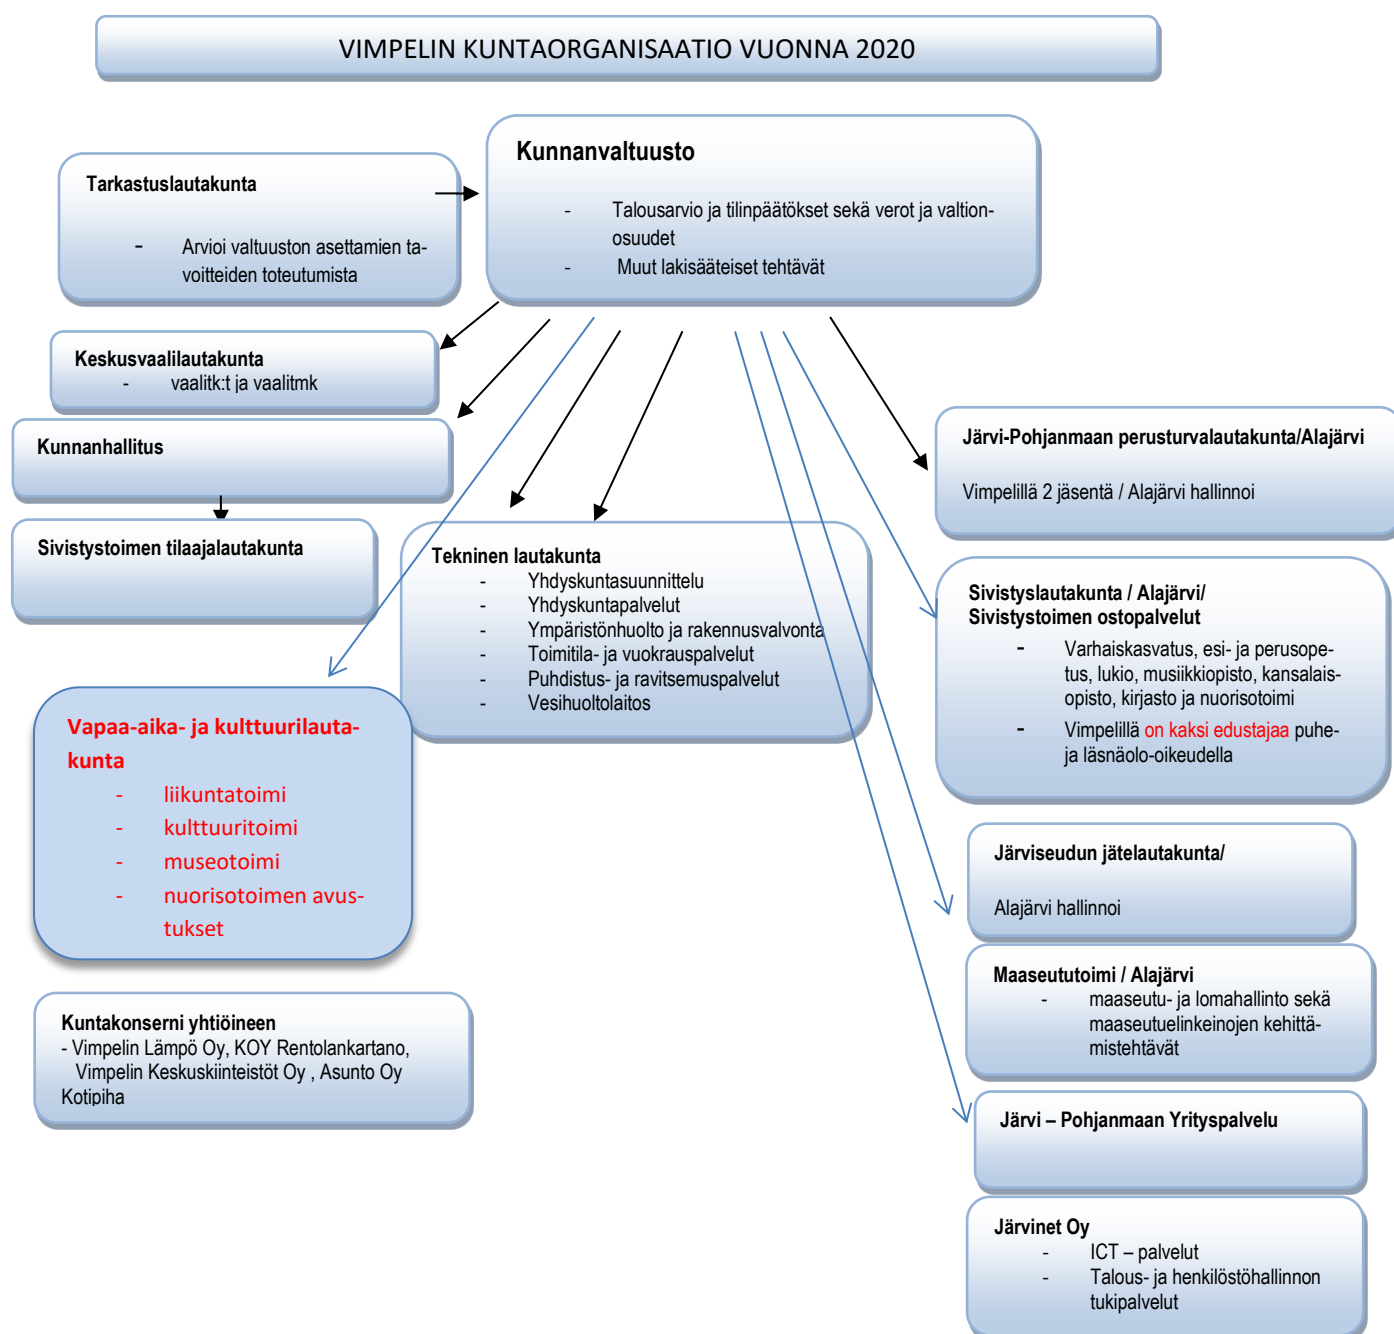 VIMPELIN KUNTAORGANISAATIO VUONNA 2020
Kunnanvaltuusto
- Talousarvio ja tilinpäätökset sekä verot ja valtion-
osuudet
- Muut lakisääteiset tehtävät
Tarkastuslautakunta
- Arvioi valtuuston asettamien ta-
voitteiden toteutumista
Keskusvaalilautakunta
- vaalitk:t ja vaalitmk
Kunnanhallitus
Sivistystoimen tilaajalautakunta
Tekninen lautakunta
- Yhdyskuntasuunnittelu
- Yhdyskuntapalvelut
- Ympäristönhuolto ja rakennusvalvonta
- Toimitila- ja vuokrauspalvelut
- Puhdistus- ja ravitsemuspalvelut
- Vesihuoltolaitos
Vapaa-aika- ja kulttuurilauta-
kunta
- liikuntatoimi
- kulttuuritoimi
- museotoimi
- nuorisotoimen avus-
tukset
Kuntakonserni yhtiöineen
- Vimpelin Lämpö Oy, KOY Rentolankartano,
Vimpelin Keskuskiinteistöt Oy , Asunto Oy
Kotipiha
Järvi-Pohjanmaan perusturvalautakunta/Alajärvi
Vimpelillä 2 jäsentä / Alajärvi hallinnoi
Sivistyslautakunta / Alajärvi/
Sivistystoimen ostopalvelut
- Varhaiskasvatus, esi- ja perusope-
tus, lukio, musiikkiopisto, kansalais-
opisto, kirjasto ja nuorisotoimi
- Vimpelillä on kaksi edustajaa puhe-
ja läsnäolo-oikeudella
Järviseudun jätelautakunta/
Alajärvi hallinnoi
Maaseututoimi / Alajärvi
- maaseutu- ja lomahallinto sekä
maaseutuelinkeinojen kehittä-
mistehtävät
Järvi – Pohjanmaan Yrityspalvelu
Järvinet Oy
- ICT – palvelut
- Talous- ja henkilöstöhallinnon
tukipalvelut